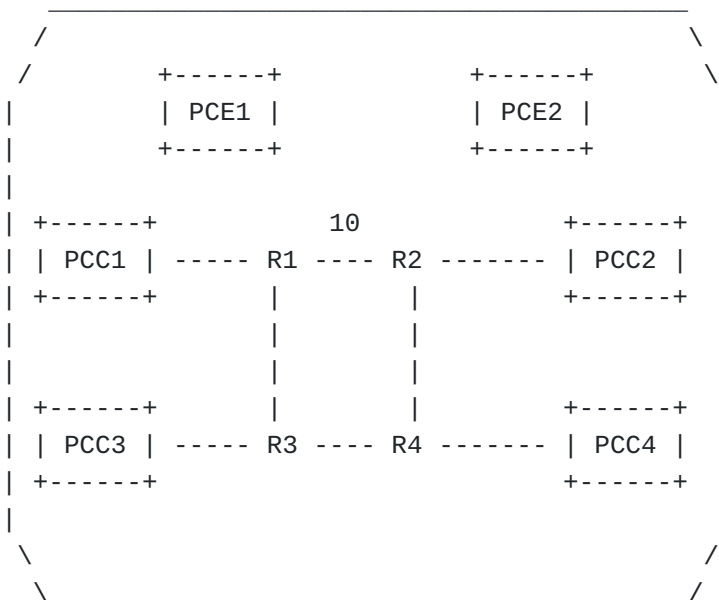 +------+ +------+
| PCE1 | | PCE2 |
+------+ +------+
+------+ 10 +------+
| PCC1 | ----- R1 ---- R2 ------- | PCC2 |
+------+ | | +------+
| |
| |
+------+ | | +------+
| PCC3 | ----- R3 ---- R4 ------- | PCC4 |
+------+ +------+